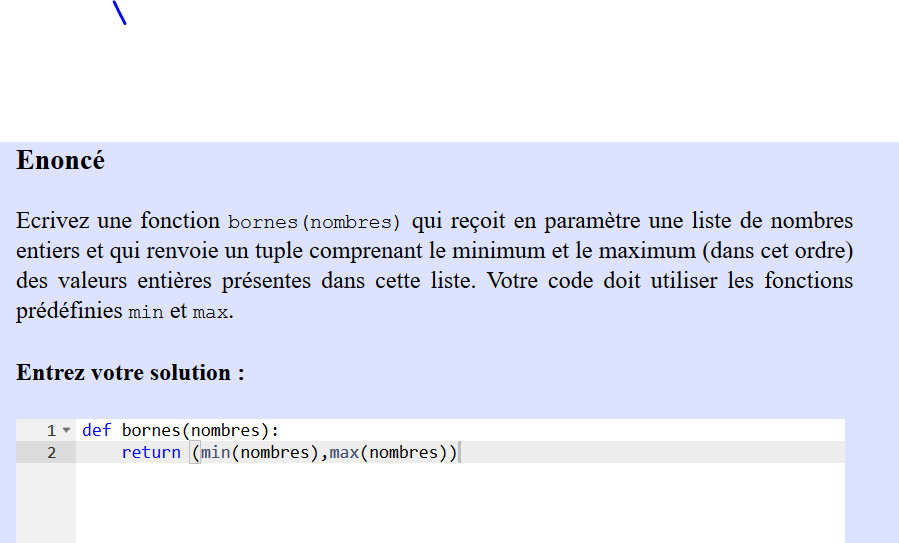 Enoncé
Ecrivez une fonction bornes(nombres) qui reçoit en paramètre une liste de nombres
entiers et qui renvoie un tuple comprenant le minimum et le maximum (dans cet ordre)
des valeurs entières présentes dans cette liste. Votre code doit utiliser les fonctions
prédéfinies min et max.
Entrez votre solution :
1 def bornes(nombres):
2     return (min(nombres),max(nombres))